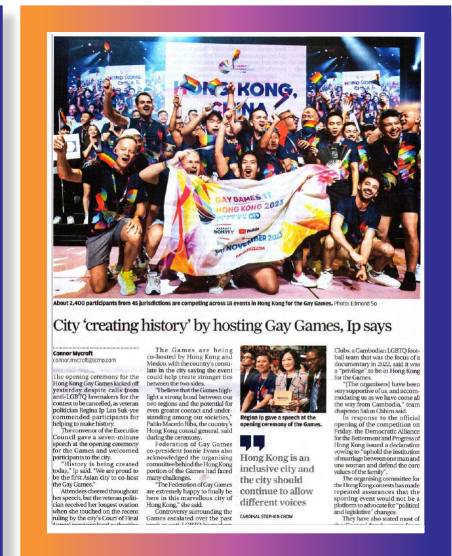 HONG KONG,
CHINA
GAY GAMES 11
HONG KONG 2023
YouTube
NOVEMBER 2023
About 2,400 participants from 45 jurisdictions are competing across 18 events in Hong Kong for the Gay Games. Photo: Edmond So
City ‘creating history’ by hosting Gay Games, Ip says
Connor Mycroft
connor.mycroft@scmp.com
The opening ceremony for the
Hong Kong Gay Games kicked off
yesterday despite calls from
anti-LGBTQ lawmakers for the
contest to be cancelled, as veteran
politician Regina Ip Lau Suk-yee
commended participants for
helping to make history.
The convenor of the Executive
Council gave a seven-minute
speech at the opening ceremony
for the Games and welcomed
participants to the city.
“History is being created
today,” Ip said. “We are proud to
be the first Asian city to co-host
the Gay Games.”
Attendees cheered throughout
her speech, but the veteran politi-
cian received her longest ovation
when she touched on the recent
ruling by the city’s Court of Final
The Games are being
co-hosted by Hong Kong and
Mexico, with the country’s consu-
late in the city saying the event
could help create stronger ties
between the two sides.
“I believe that the Games high-
light a strong bond between our
two regions and the potential for
even greater contact and under-
standing among our societies,”
Pablo Macedo Riba, the country’s
Hong Kong consul general, said
during the ceremony.
Federation of Gay Games
co-president Joanie Evans also
acknowledged the organising
committee behind the Hong Kong
portion of the Games had faced
many challenges.
“The Federation of Gay Games
are extremely happy to finally be
here in this marvellous city of
Hong Kong,” she said.
Controversy surrounding the
Games escalated over the past
Regina Ip gave a speech at the
opening ceremony of the Games.
Hong Kong is an
inclusive city and
the city should
continue to allow
different voices
CARDINAL STEPHEN CHOW
Clubs, a Cambodian LGBTQ foot-
ball team that was the focus of a
documentary in 2022, said it was
a “privilege” to be in Hong Kong
for the Games.
“[The organisers] have been
very supportive of us, and accom-
modating us as we have come all
the way from Cambodia,” team
chaperon Sakun Chhim said.
In response to the official
opening of the competition on
Friday, the Democratic Alliance
for the Betterment and Progress of
Hong Kong issued a declaration
vowing to “uphold the institution
of marriage between one man and
one woman and defend the core
values of the family”.
The organising committee for
the Hong Kong contests has made
repeated assurances that the
sporting event would not be a
platform to advocate for “political
and legislative” changes.
They have also stated most of